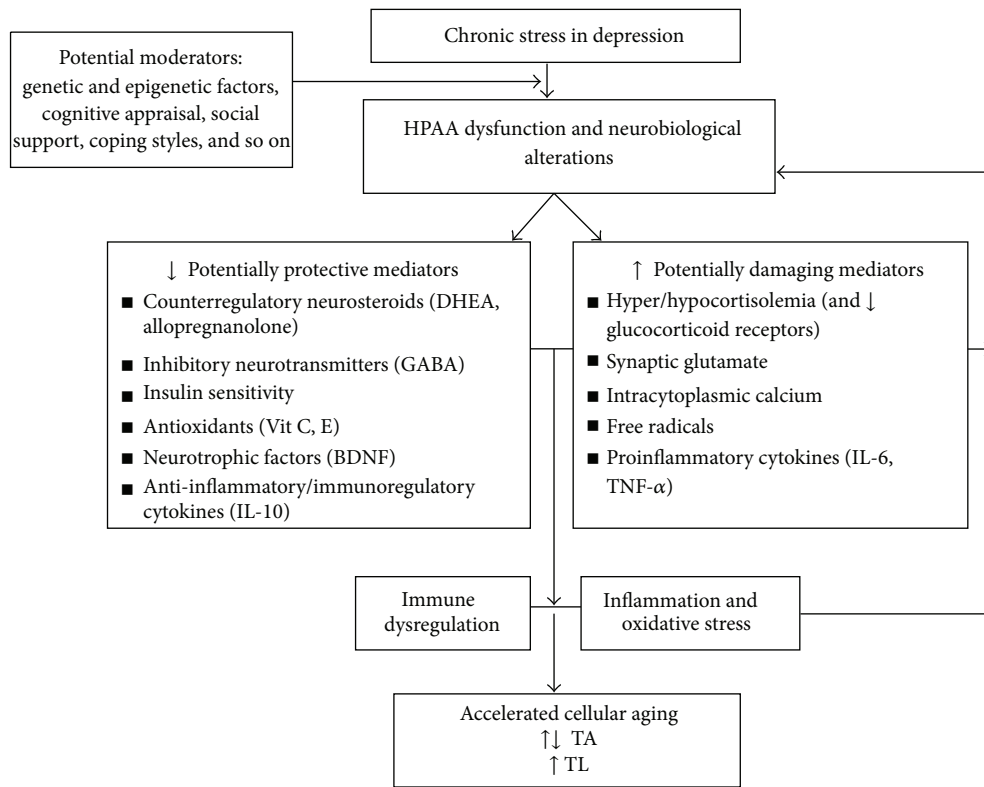 Chronic stress in depression
Potential moderators:
genetic and epigenetic factors,
cognitive appraisal, social
support, coping styles, and so on
HPAA dysfunction and neurobiological
alterations
↓ Potentially protective mediators
■ Counterregulatory neurosteroids (DHEA,
allopregnanolone)
■ Inhibitory neurotransmitters (GABA)
■ Insulin sensitivity
■ Antioxidants (Vit C, E)
■ Neurotrophic factors (BDNF)
■ Anti-inflammatory/immunoregulatory
cytokines (IL-10)
↑ Potentially damaging mediators
■ Hyper/hypocortisolemia (and ↓
glucocorticoid receptors)
■ Synaptic glutamate
■ Intracytoplasmic calcium
■ Free radicals
■ Proinflammatory cytokines (IL-6,
TNF-α)
Immune
dysregulation
Inflammation and
oxidative stress
Accelerated cellular aging
↑↓ TA
↑ TL